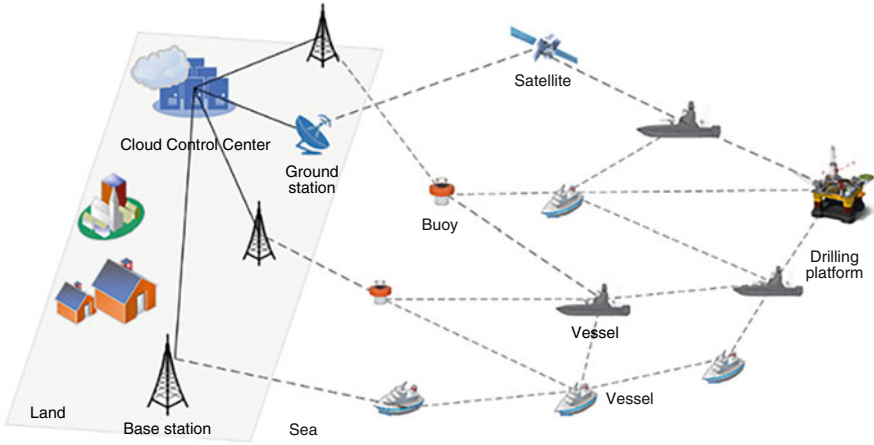 Satellite
Cloud Control Center
Ground
station
Buoy
Drilling
platform
Vessel
Vessel
Land
Base station
Sea